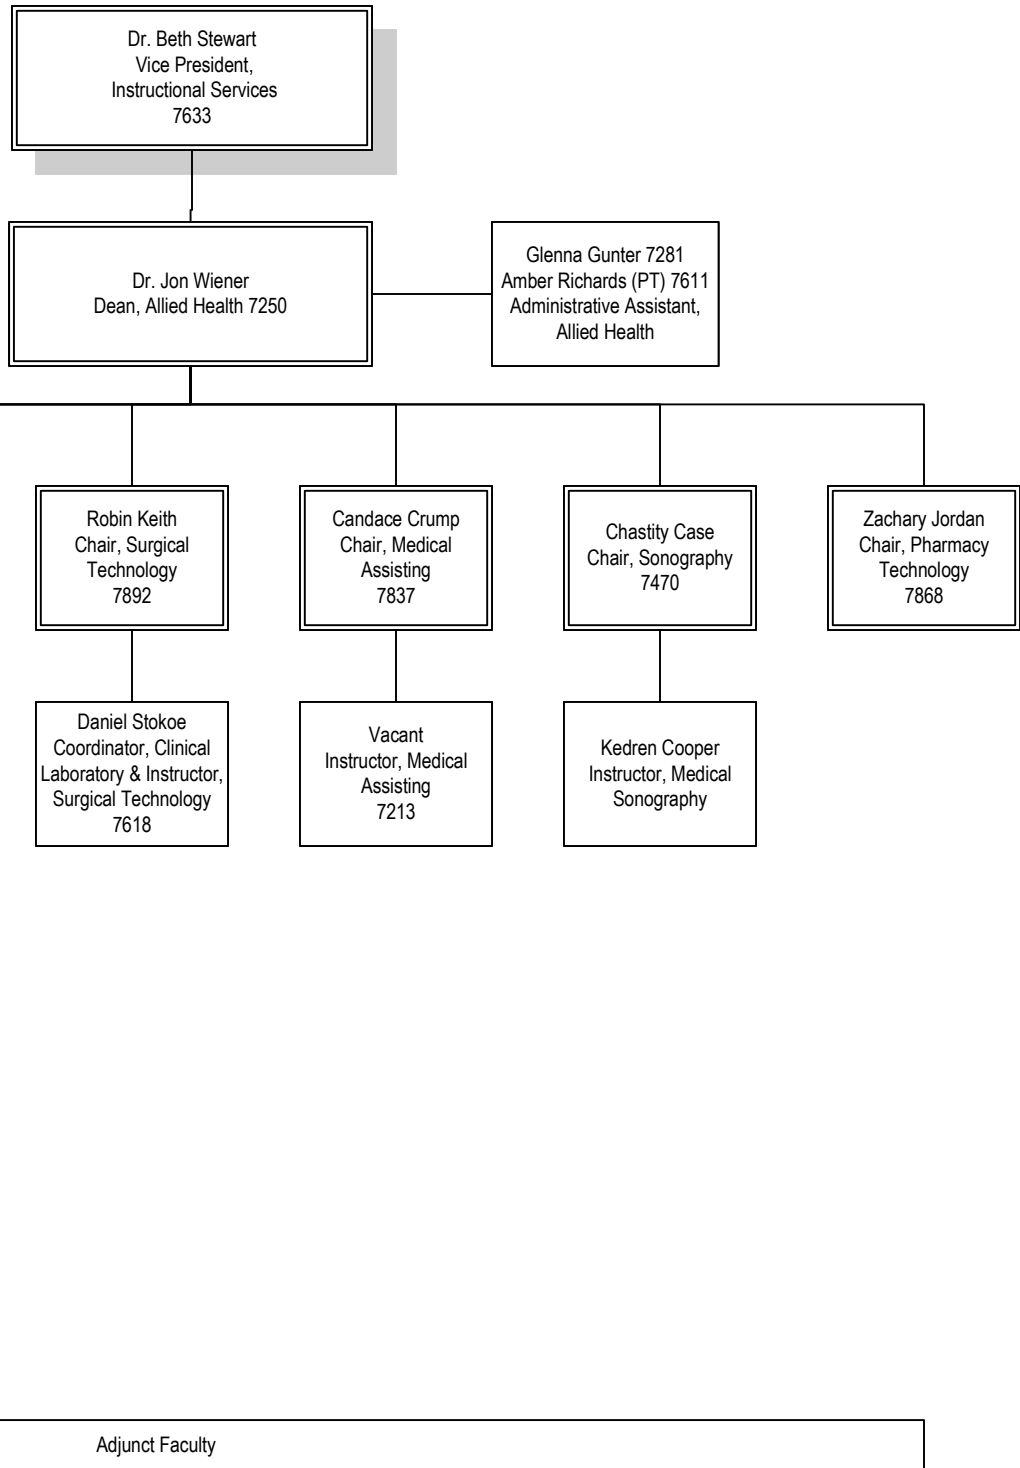 Dr. Beth Stewart
Vice President,
Instructional Services
7633
Dr. Jon Wiener
Dean, Allied Health 7250
Glenna Gunter 7281
Amber Richards (PT) 7611
Administrative Assistant,
Allied Health
Robin Keith
Chair, Surgical
Technology
7892
Candace Crump
Chair, Medical
Assisting
7837
Chastity Case
Chair, Sonography
7470
Zachary Jordan
Chair, Pharmacy
Technology
7868
Daniel Stokoe
Coordinator, Clinical
Laboratory & Instructor,
Surgical Technology
7618
Vacant
Instructor, Medical
Assisting
7213
Kedren Cooper
Instructor, Medical
Sonography
Adjunct Faculty